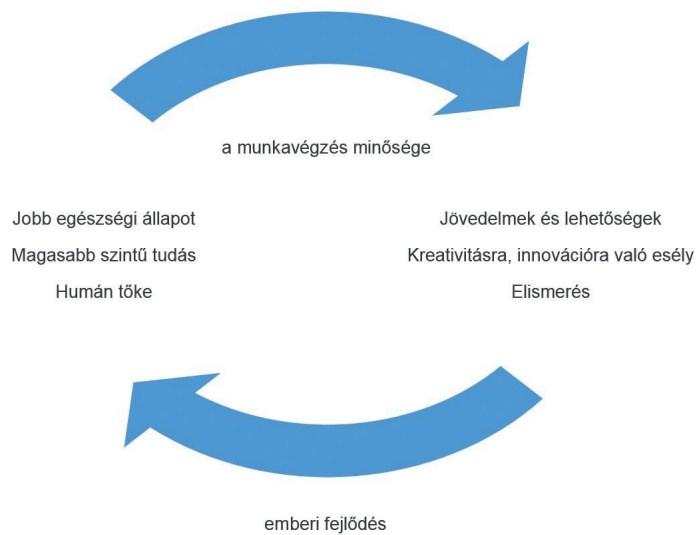 a munkavégzés minősége
Jobb egészségi állapot
Magasabb szintű tudás
Humán tőke
Jövedelmek és lehetőségek
Kreativitásra, innovációra való esély
Elismerés
emberi fejlődés